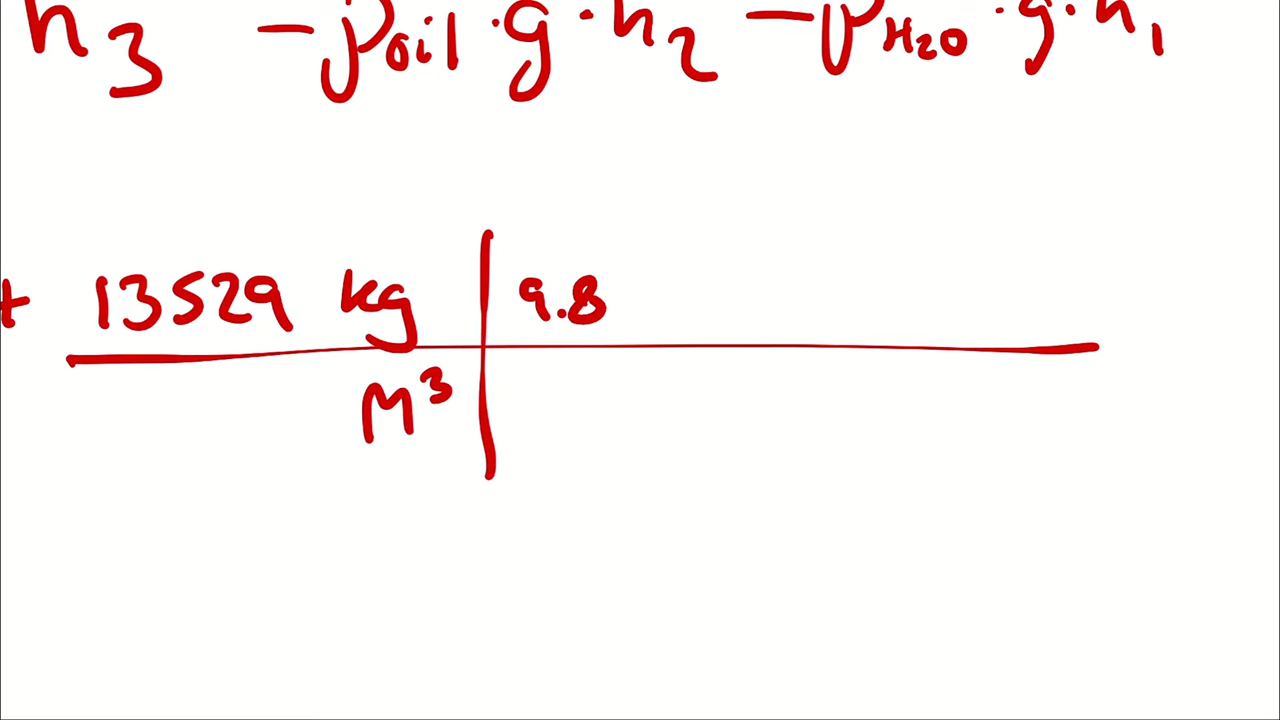 h₃ - ρoil · g · h₂ - ρH₂O · g · h₁
+ 13529 kg | 9.8
M³